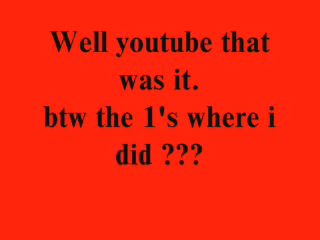 Well youtube that
was it.
btw the 1's where i
did ???